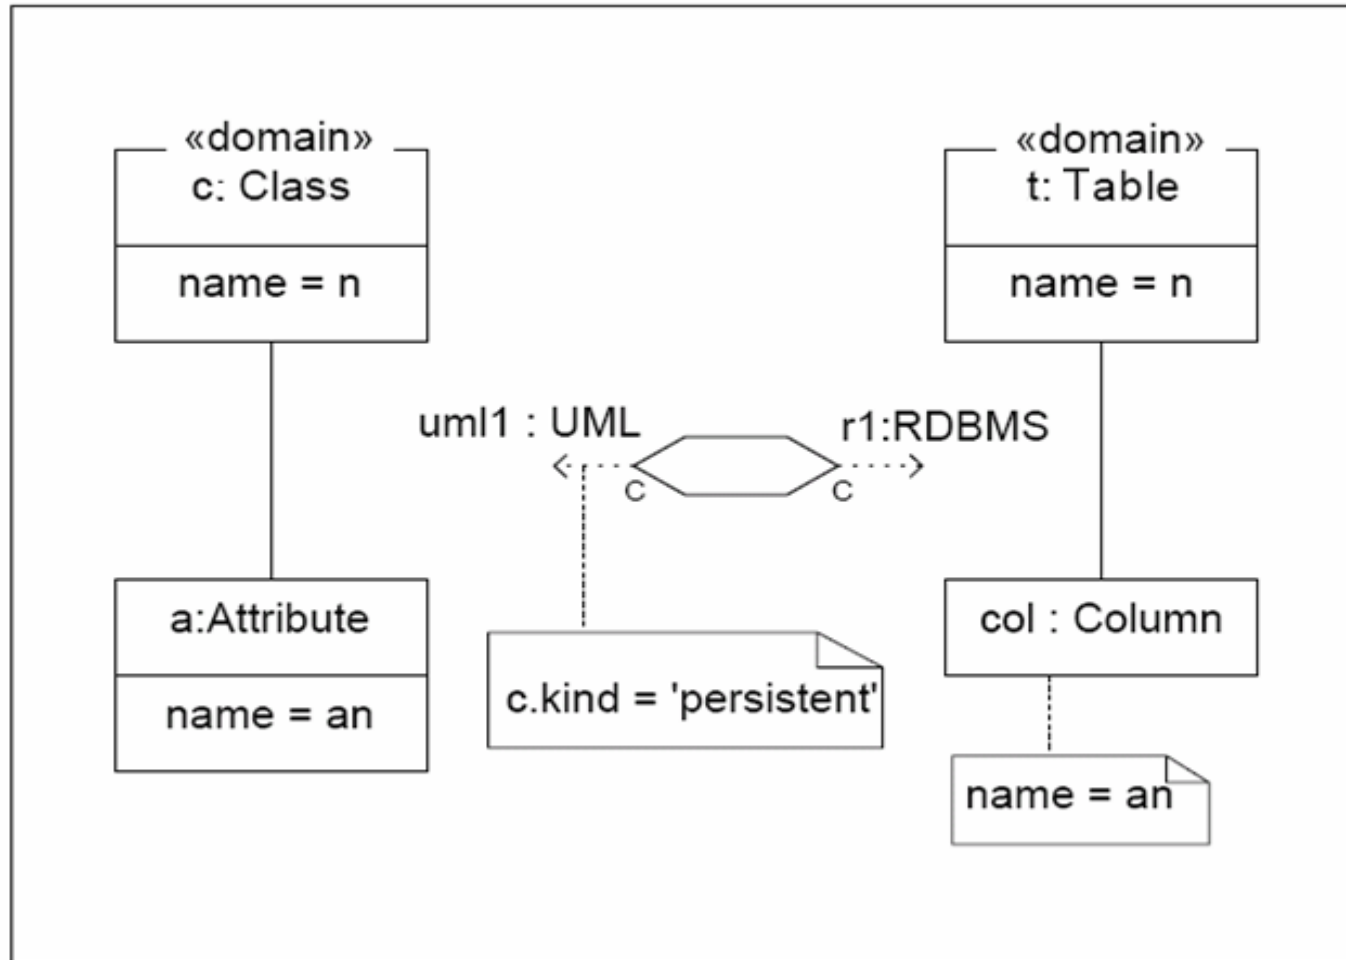 «domain»
c: Class
name = n
«domain»
t: Table
name = n
uml1 : UML
r1:RDBMS
C
C
a:Attribute
name = an
c.kind = 'persistent'
col : Column
name = an